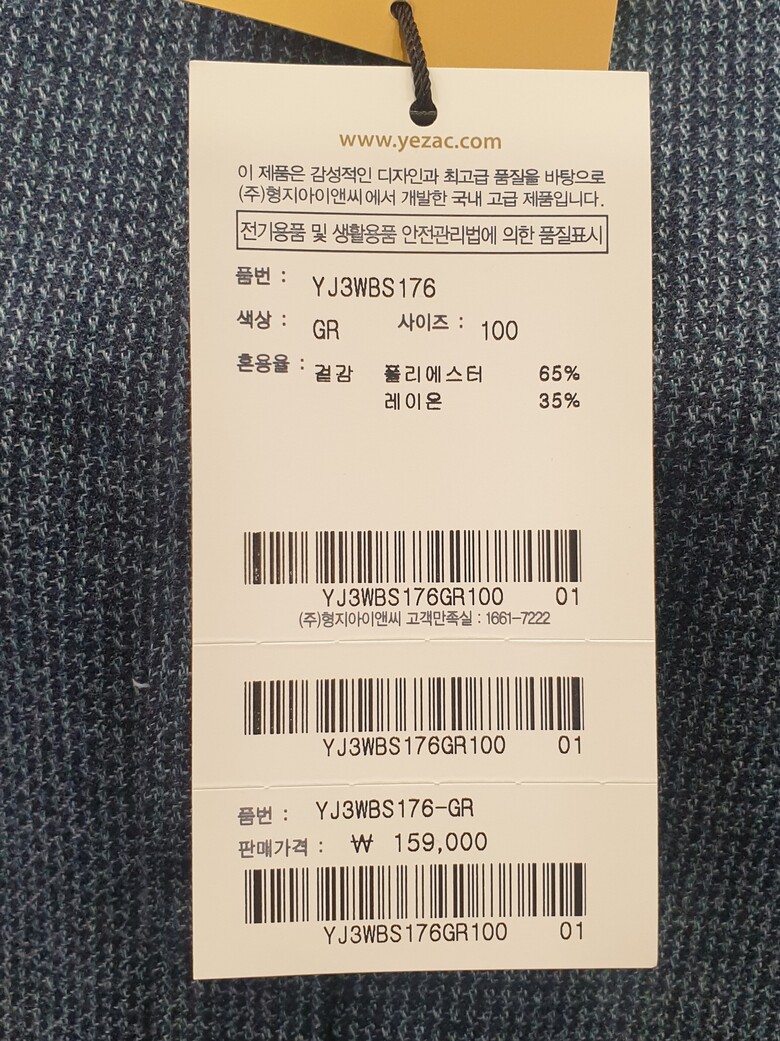 www.yezac.com
이 제품은 감성적인 디자인과 최고급 품질을 바탕으로
(주)형지아이앤씨에서 개발한 국내 고급 제품입니다.
전기용품 및 생활용품 안전관리법에 의한 품질표시
품번 : YJ3WBS176
색상 : GR 사이즈 : 100
혼용율 : 겉감 폴리에스터 65%
레이온 35%
YJ3WBS176GR100 01
(주)형지아이앤씨 고객만족실 : 1661-7222
YJ3WBS176GR100 01
품번 : YJ3WBS176-GR
판매가격 : ₩ 159,000
YJ3WBS176GR100 01